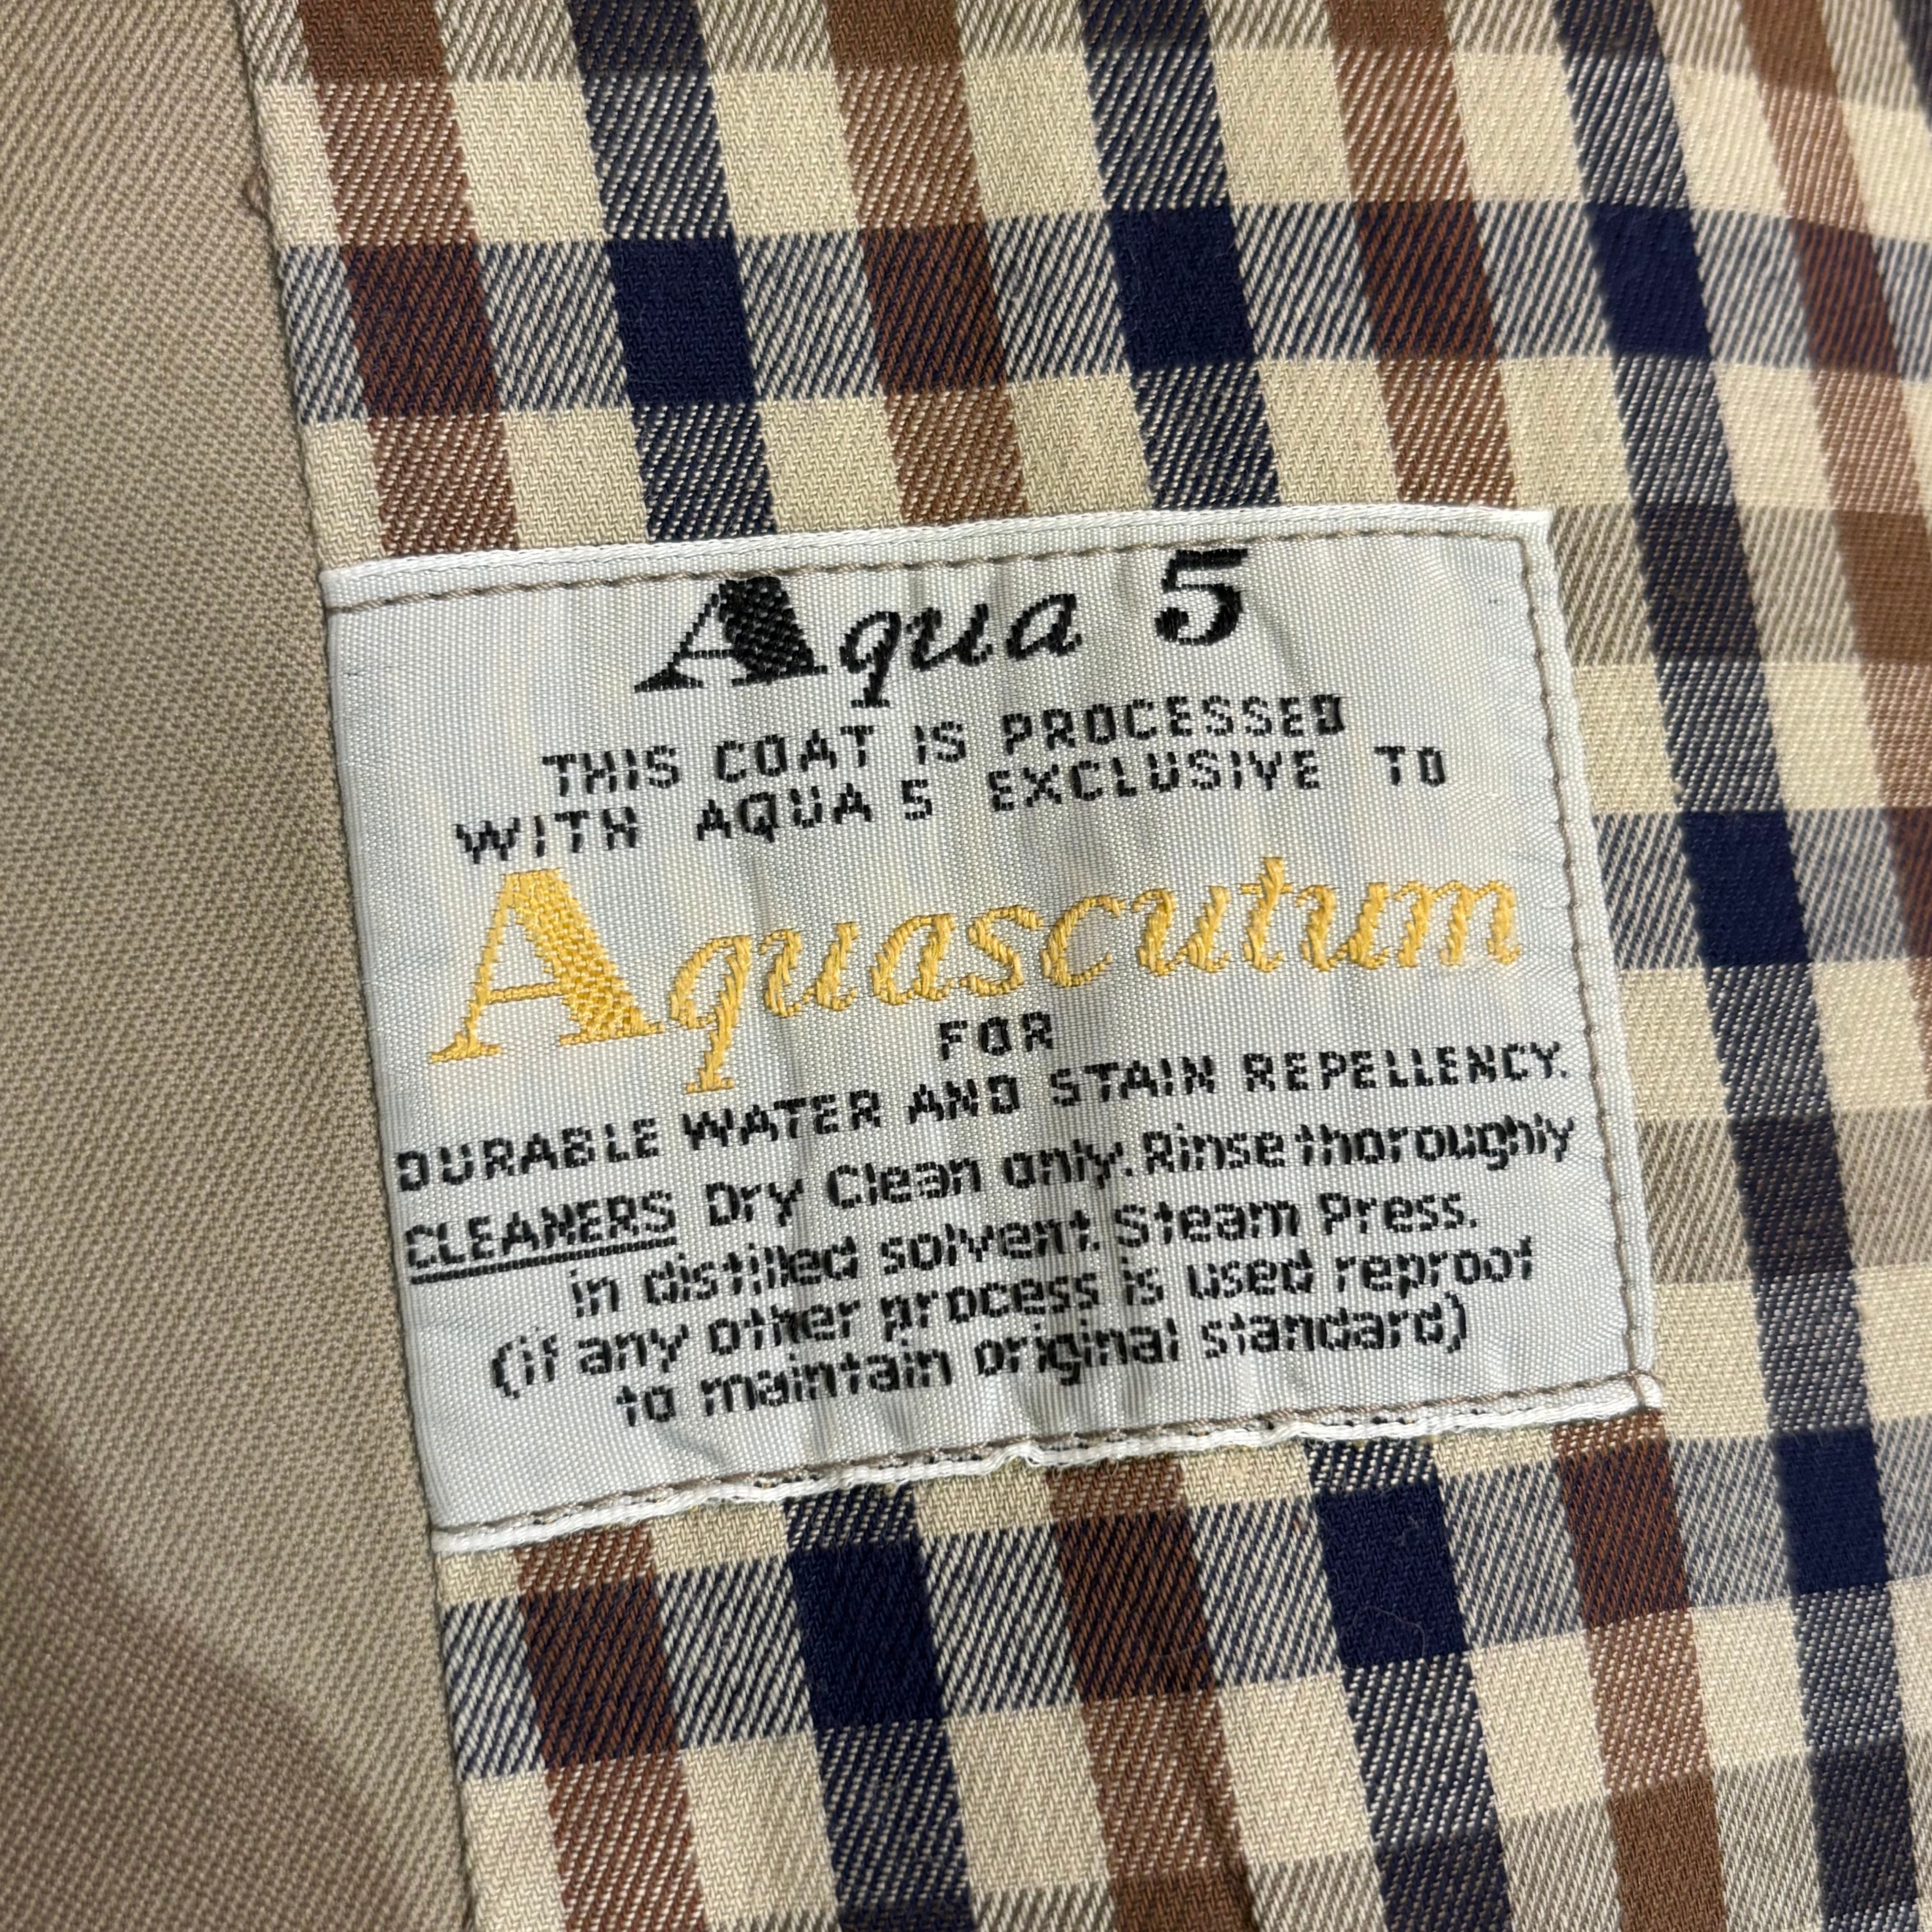 Aqua 5
THIS COAT IS PROCESSED
WITH AQUA 5 EXCLUSIVE TO
Aquascutum
FOR
DURABLE WATER AND STAIN REPELLENCY.
CLEANERS Dry Clean only. Rinse thoroughly
in distilled solvent. Steam Press.
(if any other process is used reproof
to maintain original standard)